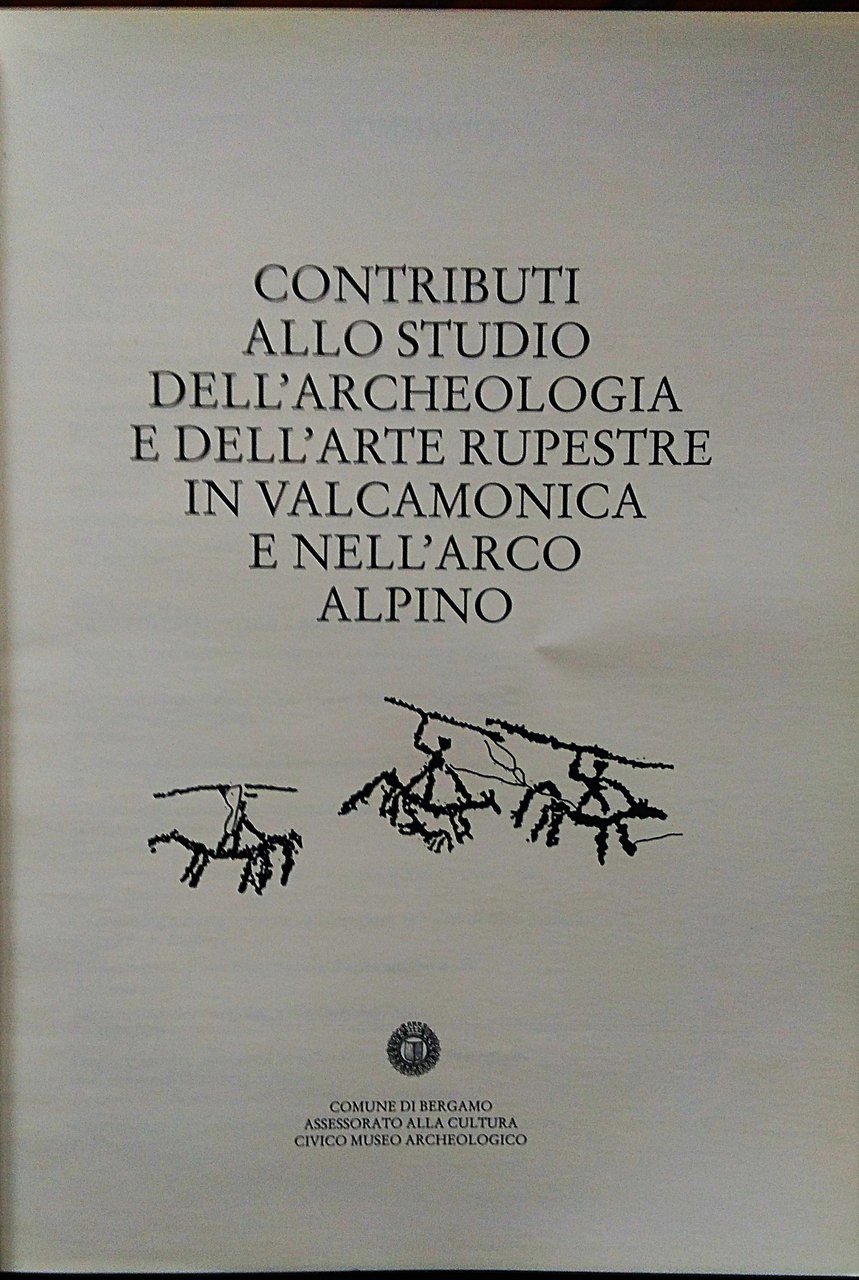 CONTRIBUTI
ALLO STUDIO
DELL'ARCHEOLOGIA
E DELL'ARTE RUPESTRE
IN VALCAMONICA
E NELL'ARCO
ALPINO
COMUNE DI BERGAMO
ASSESSORATO ALLA CULTURA
CIVICO MUSEO ARCHEOLOGICO